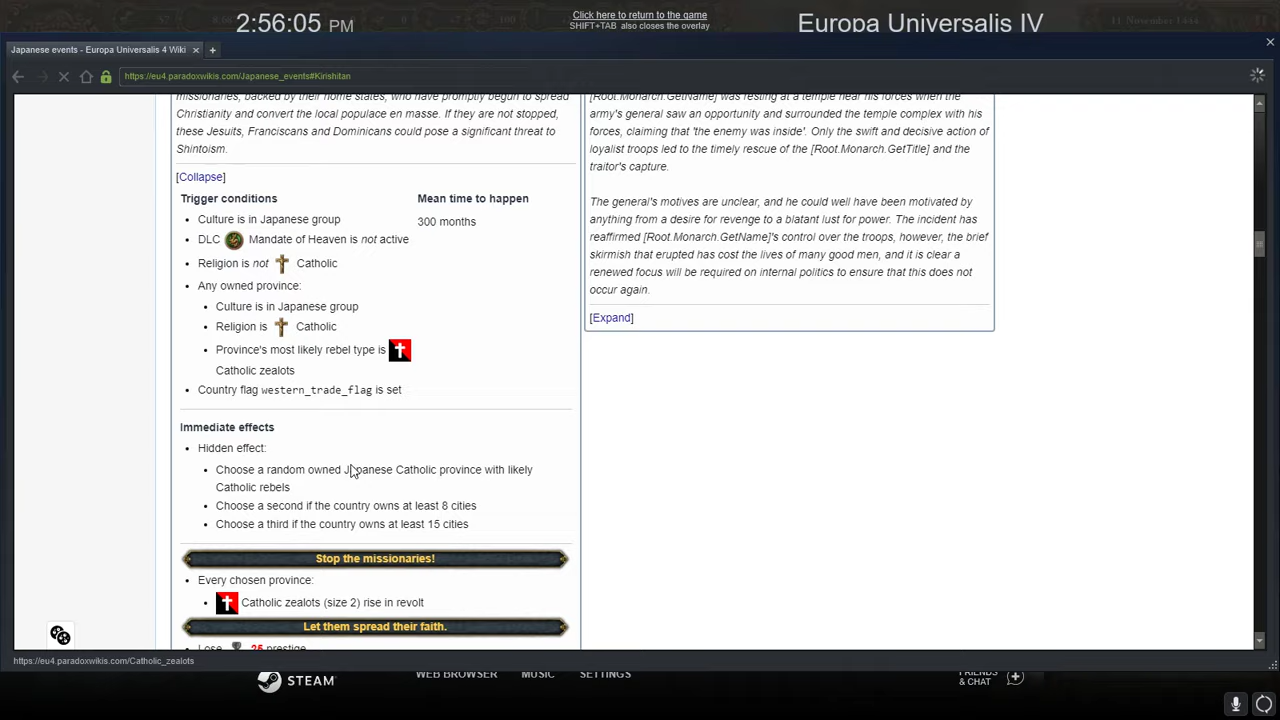 2:56:05 PM
Click here to return to the game
SHIFT+TAB also closes the overlay
Europa Universalis IV
Japanese events - Europa Universalis 4 Wiki
https://eu4.paradoxwikis.com/Japanese_events#Kirishitan
missionaries, backed by their home states, who have promptly begun to spread
Christianity and convert the local populace en masse. If they are not stopped,
these Jesuits, Franciscans and Dominicans could pose a significant threat to
Shintoism.
[Collapse]
Trigger conditions
Culture is in Japanese group
DLC Mandate of Heaven is not active
Religion is not Catholic
Any owned province:
Culture is in Japanese group
Religion is Catholic
Province's most likely rebel type is
Catholic zealots
Country flag western_trade_flag is set
Mean time to happen
300 months
Immediate effects
Hidden effect:
Choose a random owned Japanese Catholic province with likely
Catholic rebels
Choose a second if the country owns at least 8 cities
Choose a third if the country owns at least 15 cities
Stop the missionaries!
Every chosen province:
Catholic zealots (size 2) rise in revolt
Let them spread their faith.
Lose 25 prestige
[Root.Monarch.GetName] was resting at a temple near his forces when the
army's general saw an opportunity and surrounded the temple complex with his
forces, claiming that 'the enemy was inside'. Only the swift and decisive action of
loyalist troops led to the timely rescue of the [Root.Monarch.GetTitle] and the
traitor's capture.
The general's motives are unclear, and he could well have been motivated by
anything from a desire for revenge to a blatant lust for power. The incident has
reaffirmed [Root.Monarch.GetName]'s control over the troops, however, the brief
skirmish that erupted has cost the lives of many good men, and it is clear a
renewed focus will be required on internal politics to ensure that this does not
occur again.
[Expand]
https://eu4.paradoxwikis.com/Catholic_zealots
STEAM
WEB BROWSER
MUSIC
SETTINGS
FRIENDS
& CHAT